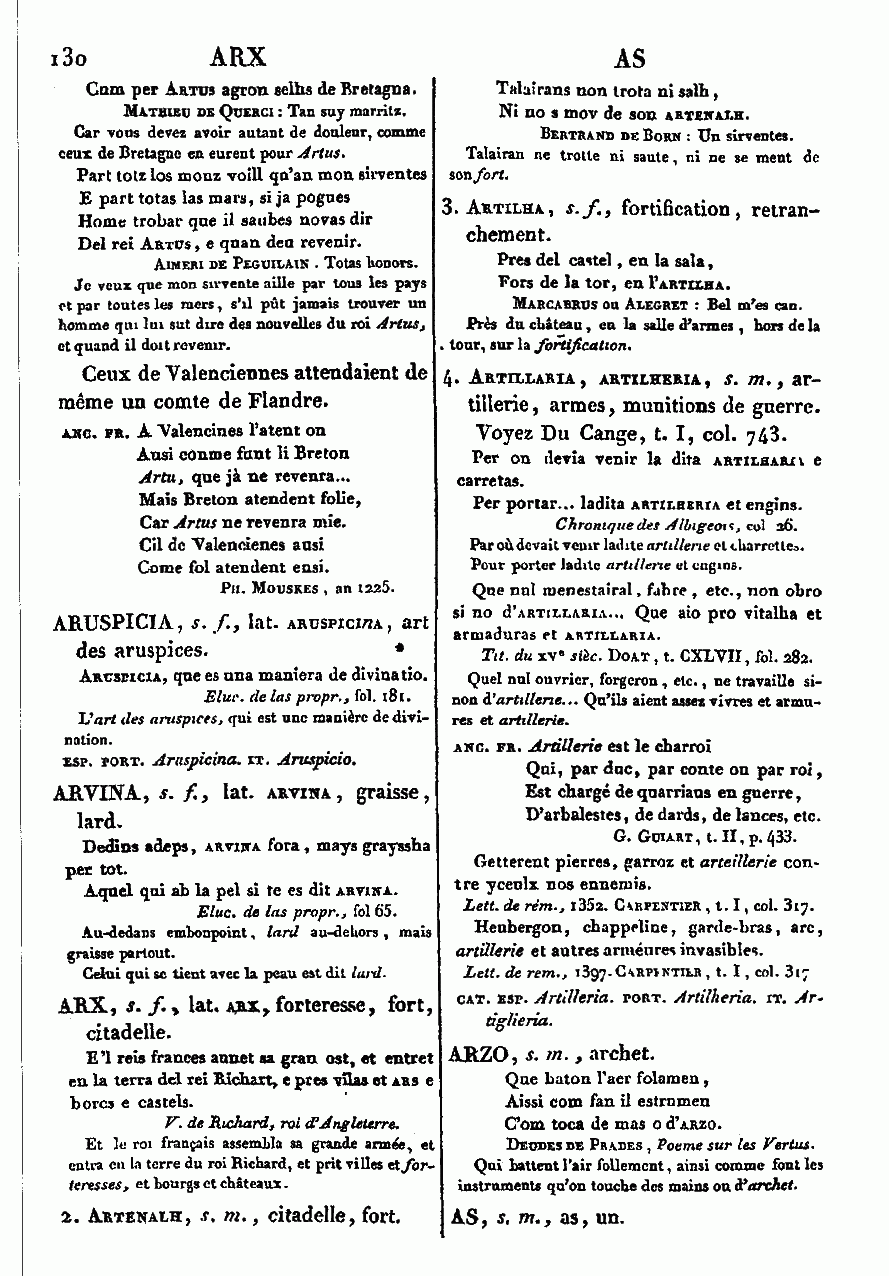 130 ARX AS
Com per ARTUS agron selhs de Bretagna.
MATHIEU DE QUERCI : Tan suy marritz.
Car vous devez avoir autant de douleur, comme
ceux de Bretagne en eurent pour Artus.
Part totz los monz voill qu'an mon sirventes
E part totas las mars, si ja pogues
Home trobar que il saubes novas dir
Del rei ARTUS, e quan deu revenir.
AIMERI DE PEGUILAIN . Totas honors.
Je veux que mon sirvente aille par tous les pays
et par toutes les mers, s'il pût jamais trouver un
homme qui lui sut dire des nouvelles du roi Artus,
et quand il doit revenir.
Ceux de Valenciennes attendaient de
même un comte de Flandre.
ANC. FR. A Valencines l'atent on
Ausi conme funt li Breton
Artu, que jà ne revenra...
Mais Breton atendent folie,
Car Artus ne revenra mie.
Cil de Valencienes ausi
Come fol atendent ensi.
PH. MOUSKES, an 1225.
ARUSPICIA, s. f., lat. ARUSPICINA, art
des aruspices.
ARUSPICIA, que es una maniera de divinatio.
Eluc. de las propr., fol. 181.
L'art des aruspices, qui est une manière de divi-
nation.
ESP. PORT. Aruspicina. IT. Aruspicio.
ARVINA, s. f., lat. ARVINA, graisse,
lard.
Dedins adeps, ARVINA fora, mays grayssha
per tot.
Aquel qui ab la pel si te es dit ARVINA.
Eluc. de las propr., fol 65.
Au-dedans embonpoint, lard au-dehors, mais
graisse partout.
Celui qui se tient avec la peau est dit lard.
ARX, s. f., lat. ARX, forteresse, fort,
citadelle.
E'l reis frances aunet sa gran ost, et entret
en la terra del rei Richart, e pres vilas et ARS e
borcs e castels.
V. de Richard, roi d'Angleterre.
Et le roi français assembla sa grande armée, et
entra en la terre du roi Richard, et prit villes et for-
teresses, et bourgs et châteaux.
2. ARTENALH, s. m., citadelle, fort.
Talairans non trota ni salh,
Ni no s mov de son ARTENALH.
BERTRAND DE BORN : Un sirventes.
Talairan ne trotte ni saute, ni ne se ment de
son fort.
3. ARTILHA, s. f., fortification, retran-
chement.
Pres del castel, en la sala,
Fors de la tor, en l'ARTILHA.
MARCABRUS ou ALEGRET : Bel m'es can.
Près du château, en la salle d'armes, hors de la
tour, sur la fortification.
4. ARTILLARIA, ARTILHERIA, s. m., ar-
tillerie, armes, munitions de guerre.
Voyez Du Cange, t. I, col. 743.
Per on devia venir la dita ARTILHARIA e
carretas.
Per portar... ladita ARTILHERIA et engins.
Chronique des Albigeois, col 26.
Par où devait venir ladite artillerie et charrettes.
Pour porter ladite artillerie et engins.
Que nul menestairal, fabre, etc., non obro
si no d'ARTILLARIA... Que aio pro vitalha et
armaduras et ARTILLARIA.
Tit. du XVe sièc. DOAT, t. CXLVII, fol. 282.
Quel nul ouvrier, forgeron, etc., ne travaille si-
non d'artillerie... Qu'ils aient assez vivres et armu-
res et artillerie.
ANC. FR. Artillerie est le charroi
Qui, par duc, par conte ou par roi,
Est chargé de quarriaus en guerre,
D'arbalestes, de dards, de lances, etc.
G. GUIART, t. II, p. 433.
Getterent pierres, garroz et arteillerie con-
tre yceulx nos ennemis.
Lett. de rém., 1352. CARPENTIER, t. I, col. 317.
Heubergon, chappeline, garde-bras, arc,
artillerie et autres arméures invasibles.
Lett. de rem., 1397. CARPENTIER, t. I, col. 317
CAT. ESP. Artilleria. PORT. Artilheria. IT. Ar-
tiglieria.
ARZO, s. m., archet.
Que baton l'aer folamen,
Aissi com fan il estrumen
C'om toca de mas o d'ARZO.
DEUDES DE PRADES, Poeme sur les Vertus.
Qui battent l'air follement, ainsi comme font les
instruments qu'on touche des mains ou d'archet.
AS, s. m., as, un.